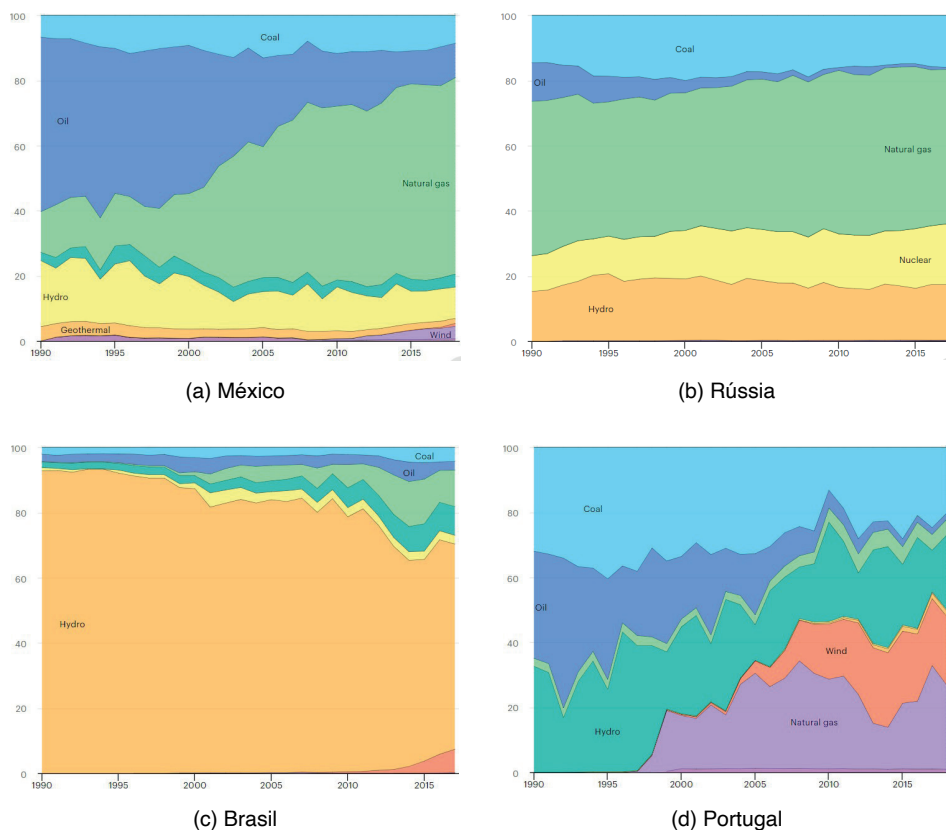 100
Coal
80
Oil
60
Natural gas
40
20
Hydro
Geothermal
Wind
0
1990 1995 2000 2005 2010 2015
(a) México
100
Coal
80
Oil
60
Natural gas
40
Nuclear
20
Hydro
0
1990 1995 2000 2005 2010 2015
(b) Rússia
100
Coal
Oil
80
60
Hydro
40
20
0
1990 1995 2000 2005 2010 2015
(c) Brasil
100
Coal
80
60
Oil
40
Wind
20
Natural gas
Hydro
0
1990 1995 2000 2005 2010 2015
(d) Portugal